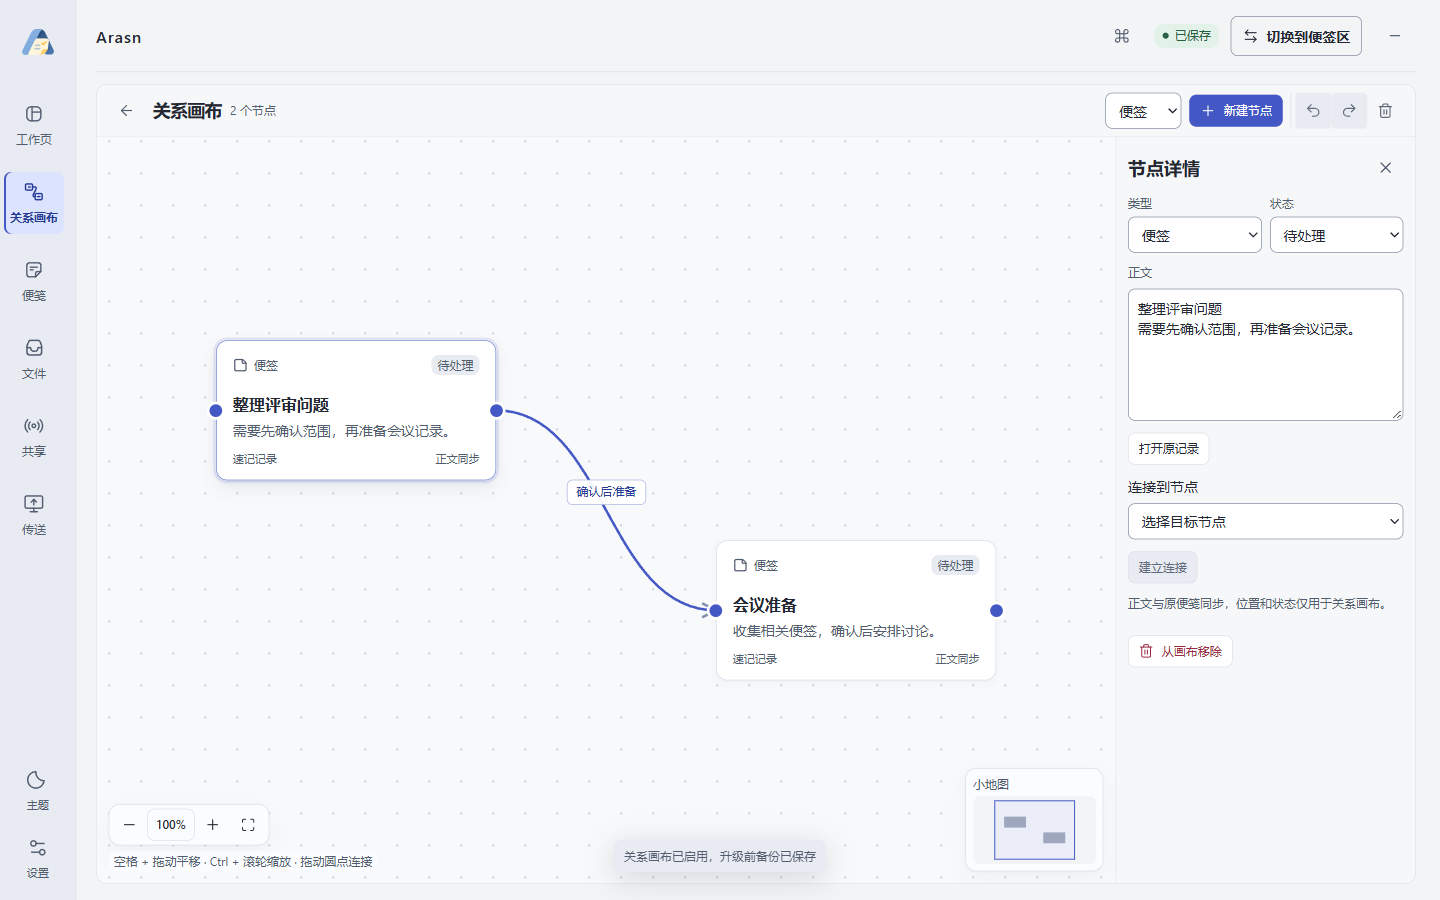 Arasn
已保存
切换到便签区
工作页
关系画布
便笺
文件
共享
传送
主题
设置
关系画布 2 个节点
便签
新建节点
便签
待处理
整理评审问题
需要先确认范围，再准备会议记录。
速记记录
正文同步
确认后准备
便签
待处理
会议准备
收集相关便签，确认后安排讨论。
速记记录
正文同步
100%
空格 + 拖动平移 · Ctrl + 滚轮缩放 · 拖动圆点连接
关系画布已启用，升级前备份已保存
小地图
节点详情
类型
状态
便签
待处理
正文
整理评审问题
需要先确认范围，再准备会议记录。
打开原记录
连接到节点
选择目标节点
建立连接
正文与原便笺同步，位置和状态仅用于关系画布。
从画布移除